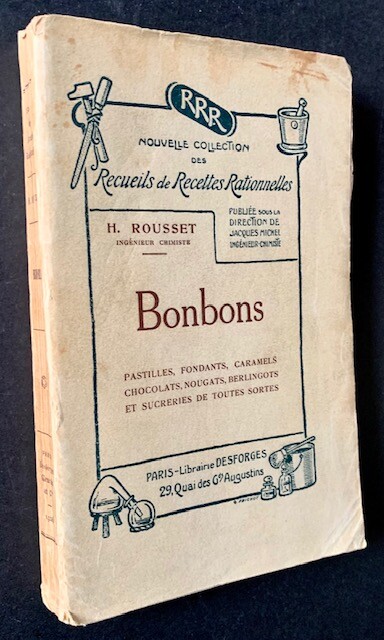 RRR
NOUVELLE COLLECTION
DES
Recueils de Recettes Rationnelles
H. ROUSSET
INGÉNIEUR CHIMISTE
PUBLIÉE SOUS LA
DIRECTION DE
JACQUES MICHEL
INGÉNIEUR-CHIMISTE
Bonbons
PASTILLES, FONDANTS, CARAMELS
CHOCOLATS, NOUGATS, BERLINGOTS
ET SUCRERIES DE TOUTES SORTES
PARIS-Librairie DESFORGES
29, Quai des Gds Augustins